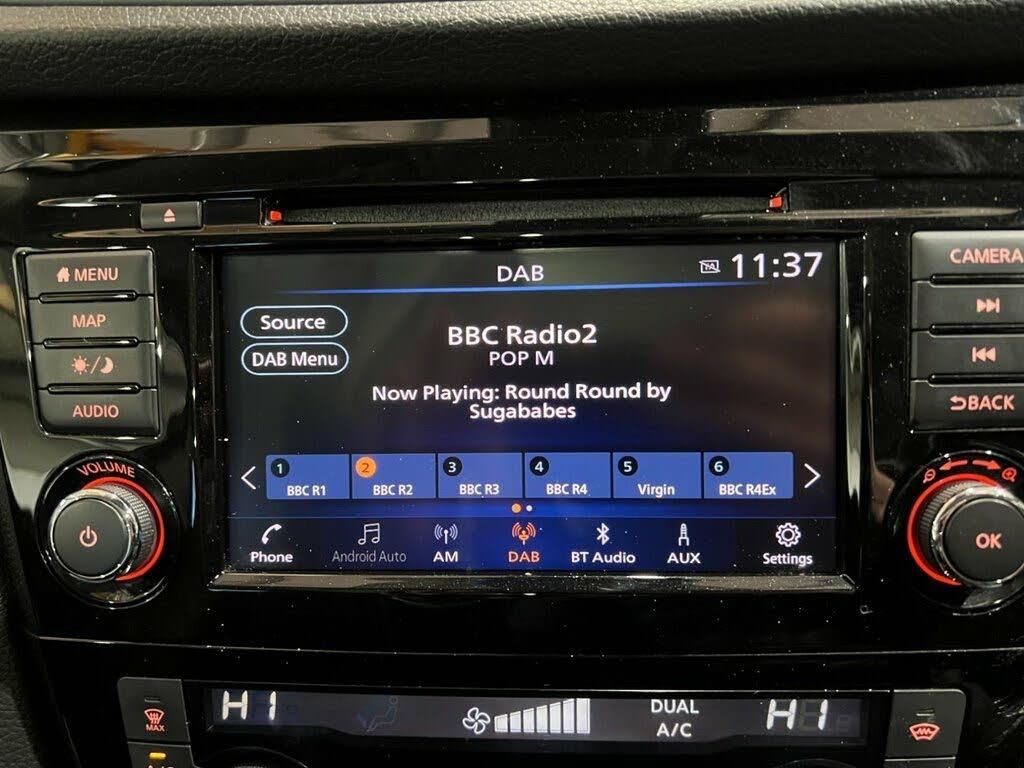 DAB
TA
11:37
MENU
MAP
AUDIO
VOLUME
Source
DAB Menu
BBC Radio2
POP M
Now Playing: Round Round by
Sugababes
1
BBC R1
2
BBC R2
3
BBC R3
4
BBC R4
5
Virgin
6
BBC R4Ex
Phone
Android Auto
AM
DAB
BT Audio
AUX
Settings
CAMERA
BACK
OK
MAX
HI
DUAL
A/C
HI